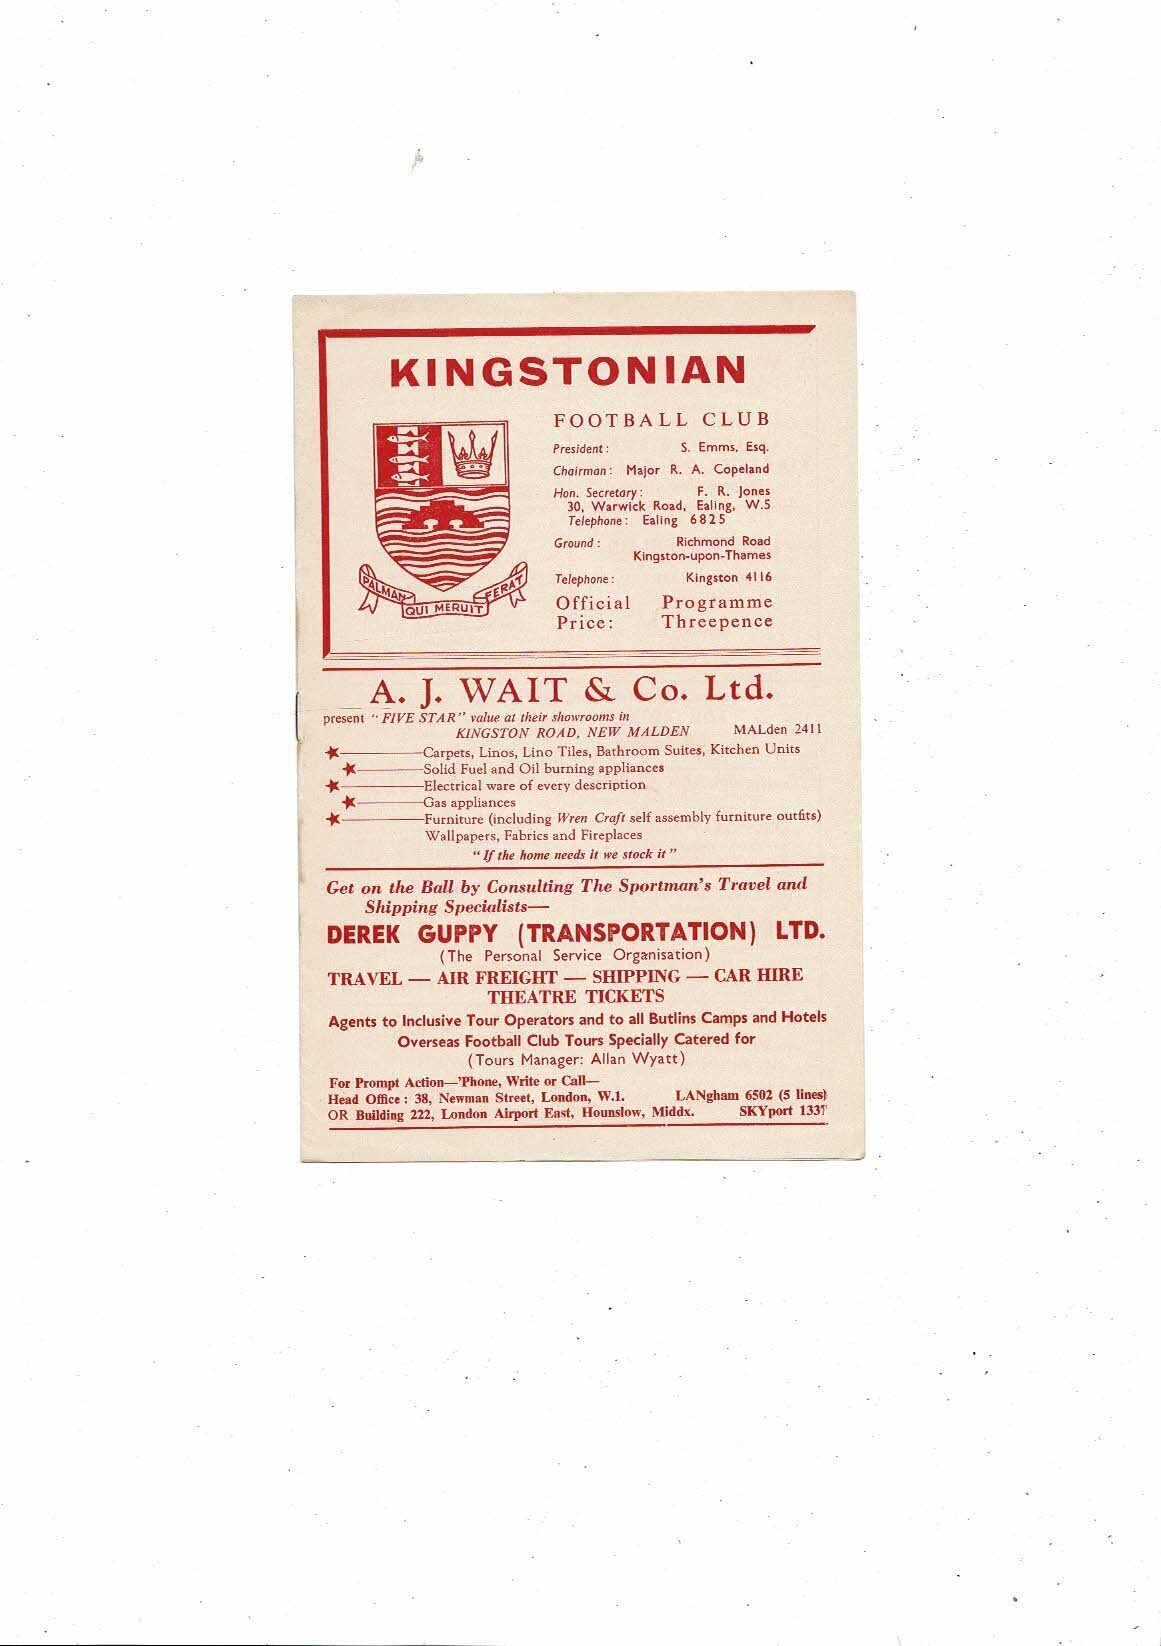 KINGSTONIAN
FOOTBALL CLUB
President: S. Emms, Esq.
Chairman: Major R. A. Copeland
Hon. Secretary: F. R. Jones
30, Warwick Road, Ealing, W.5
Telephone: Ealing 6825
Ground: Richmond Road
Kingston-upon-Thames
Telephone: Kingston 4116
Official Programme
Price: Threepence
PALMAM QUI MERUIT FERAT
A. J. WAIT & Co. Ltd.
present "FIVE STAR" value at their showrooms in
KINGSTON ROAD, NEW MALDEN MALden 2411
Carpets, Linos, Lino Tiles, Bathroom Suites, Kitchen Units
Solid Fuel and Oil burning appliances
Electrical ware of every description
Gas appliances
Furniture (including Wren Craft self assembly furniture outfits)
Wallpapers, Fabrics and Fireplaces
"If the home needs it we stock it"
Get on the Ball by Consulting The Sportman's Travel and
Shipping Specialists—
DEREK GUPPY (TRANSPORTATION) LTD.
(The Personal Service Organisation)
TRAVEL — AIR FREIGHT — SHIPPING — CAR HIRE
THEATRE TICKETS
Agents to Inclusive Tour Operators and to all Butlins Camps and Hotels
Overseas Football Club Tours Specially Catered for
(Tours Manager: Allan Wyatt)
For Prompt Action—'Phone, Write or Call—
Head Office: 38, Newman Street, London, W.1. LANgham 6502 (5 lines)
OR Building 222, London Airport East, Hounslow, Middx. SKYport